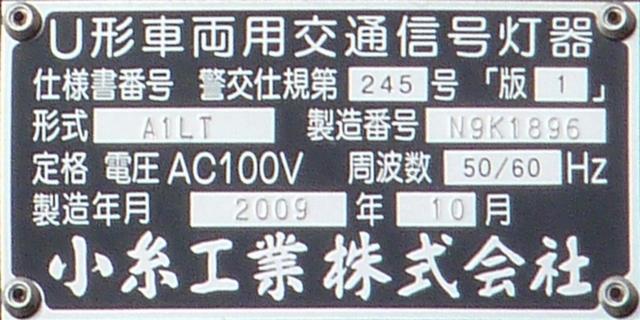 U形車両用交通信号灯器
仕様書番号 警交仕規第 245 号 「版 1 」
形式 A1LT 製造番号 N9K1896
定格 電圧 AC100V 周波数 50/60 Hz
製造年月 2009 年 10 月
小糸工業株式会社